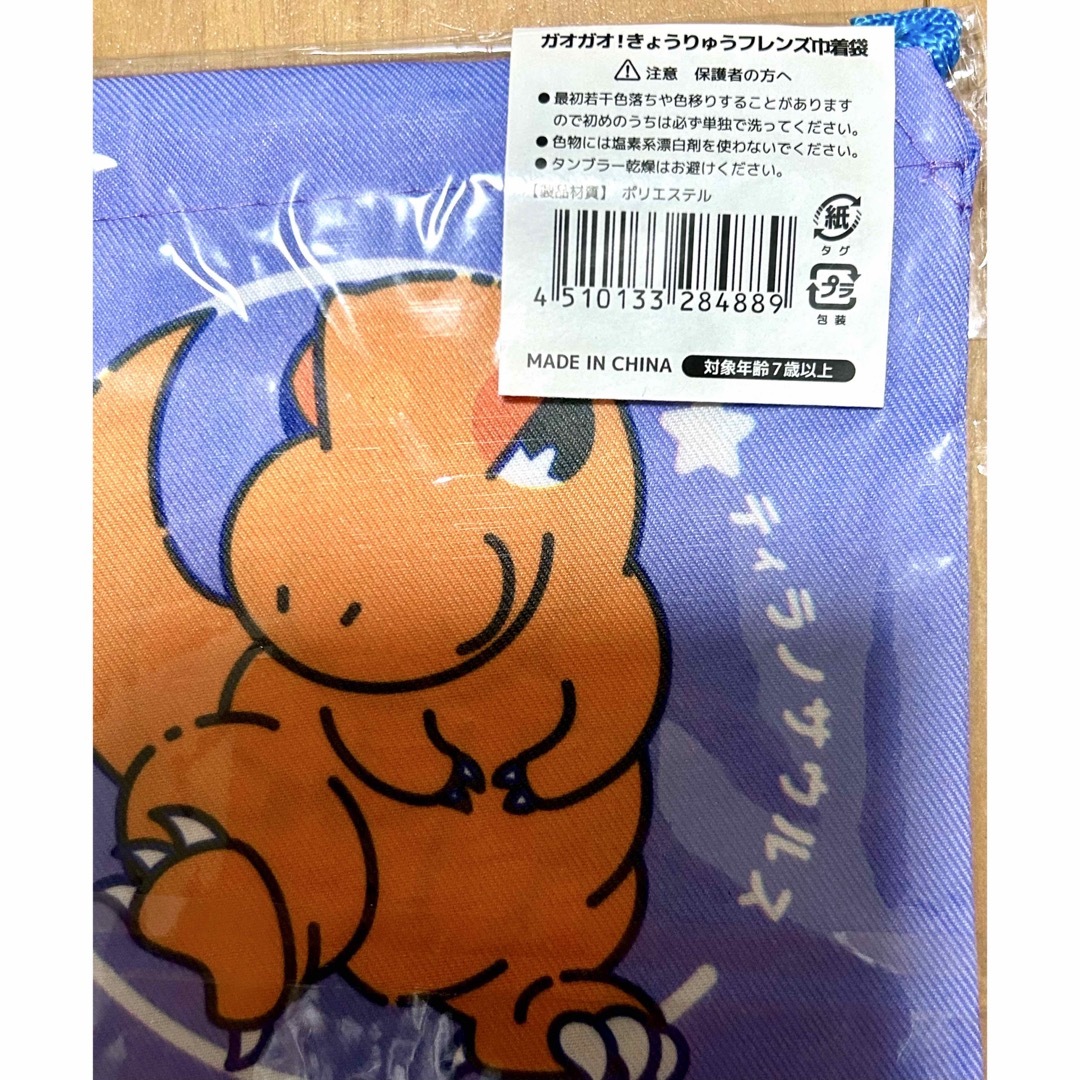 ガオガオ!きょうりゅうフレンズ巾着袋
注意 保護者の方へ
●最初若干色落ちや色移りすることがあります
ので初めのうちは必ず単独で洗ってください。
●色物には塩素系漂白剤を使わないでください。
●タンブラー乾燥はお避けください。
【製品材質】 ポリエステル
紙
タグ
プラ
包装
4 510133 284889
MADE IN CHINA
対象年齢7歳以上
ティラノサウルス